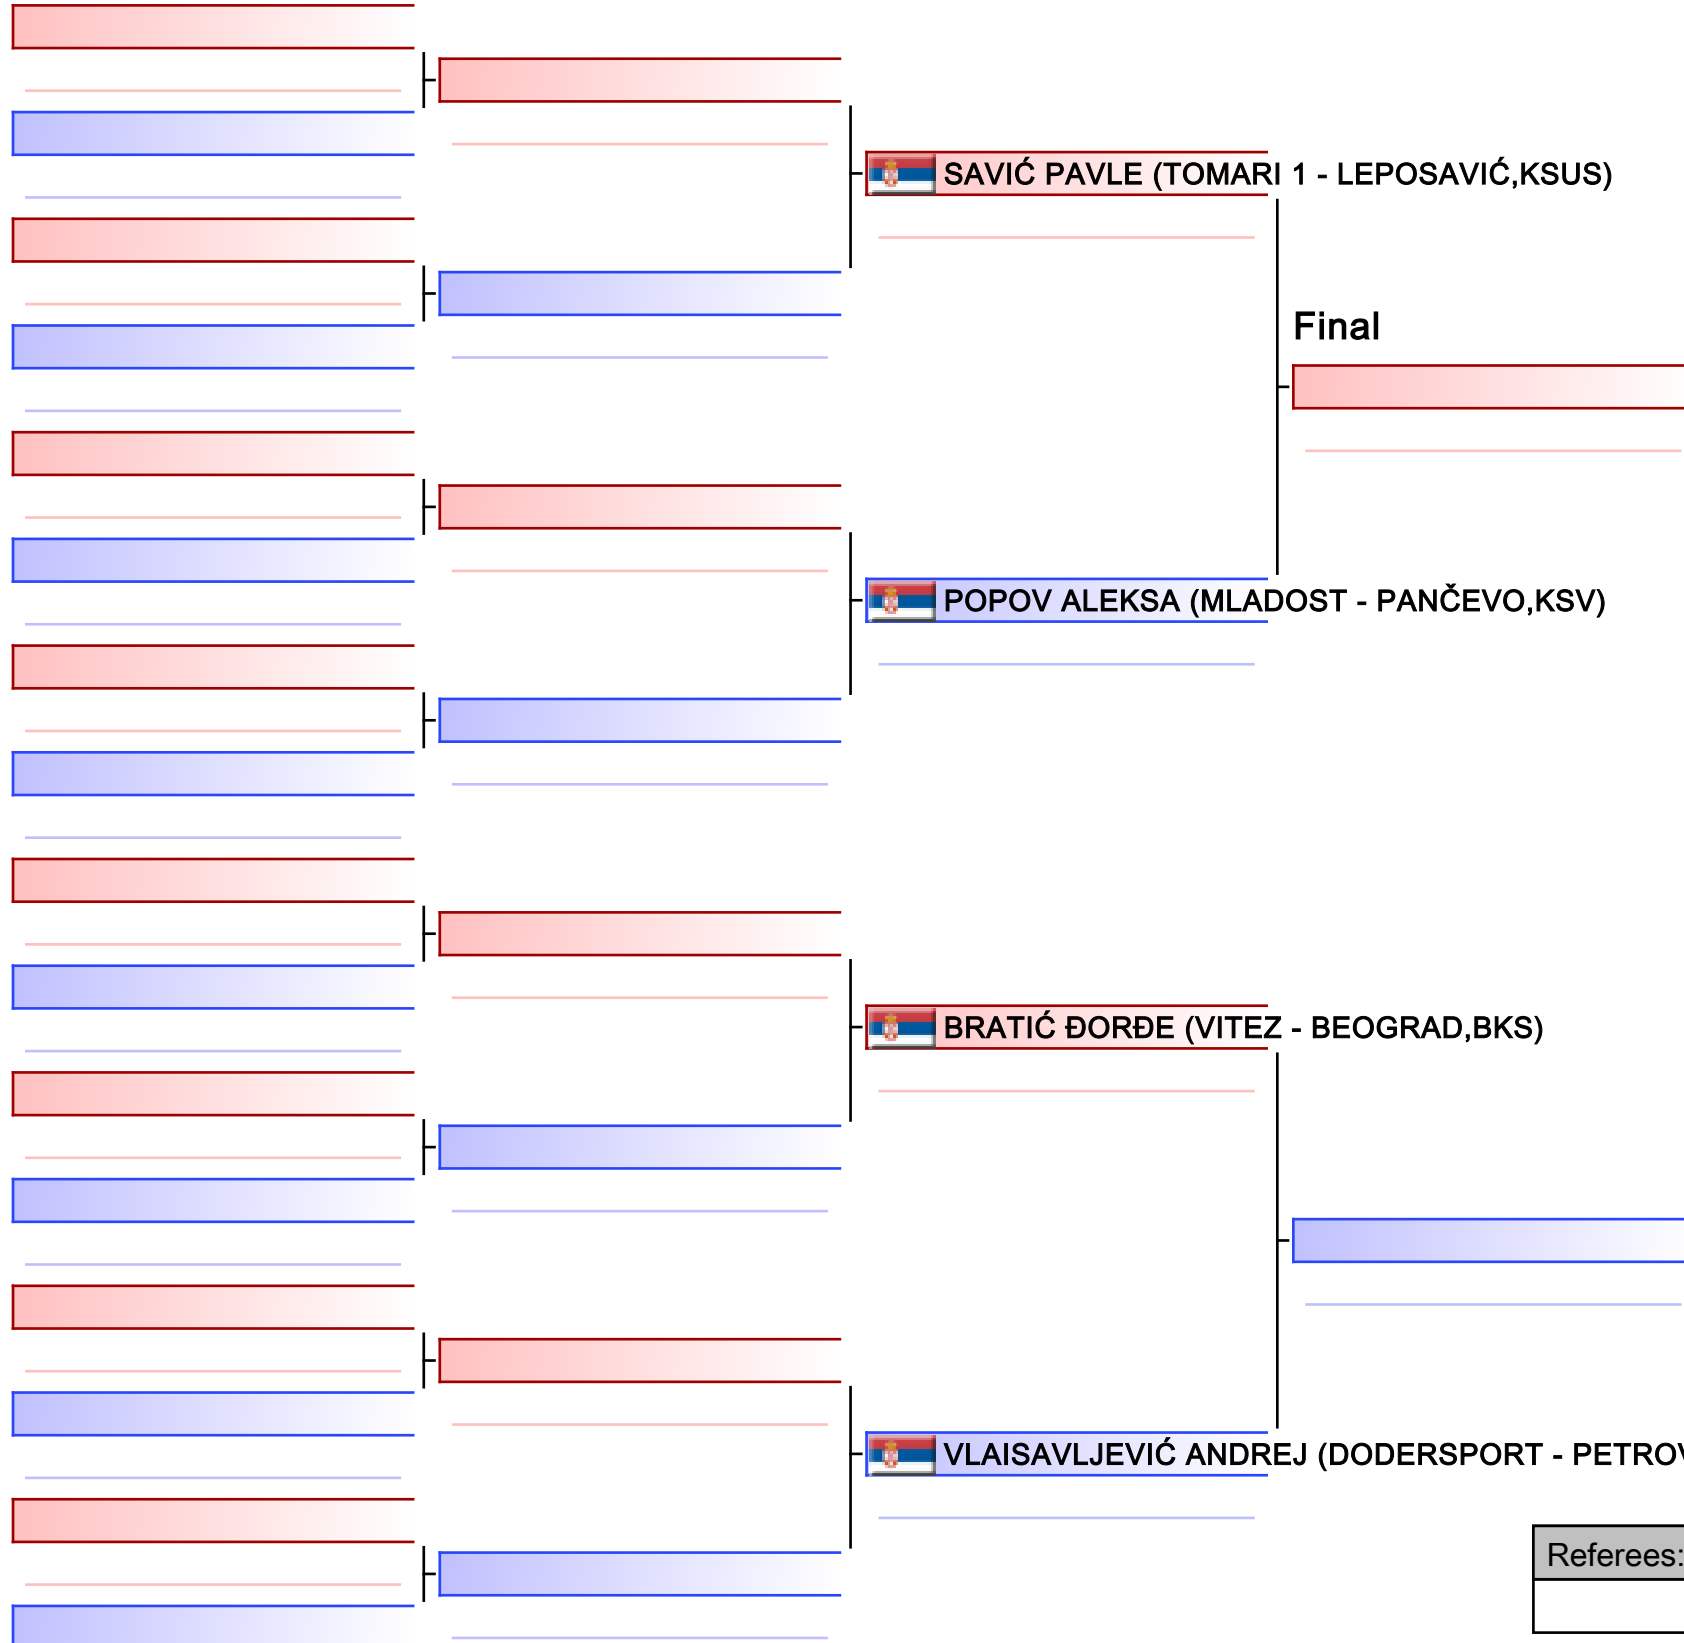 SAVIĆ PAVLE (TOMARI 1 - LEPOSAVIĆ,KSUS)
Final
POPOV ALEKSA (MLADOST - PANČEVO,KSV)
BRATIĆ ĐORĐE (VITEZ - BEOGRAD,BKS)
VLAISAVLJEVIĆ ANDREJ (DODERSPORT -
Referees: